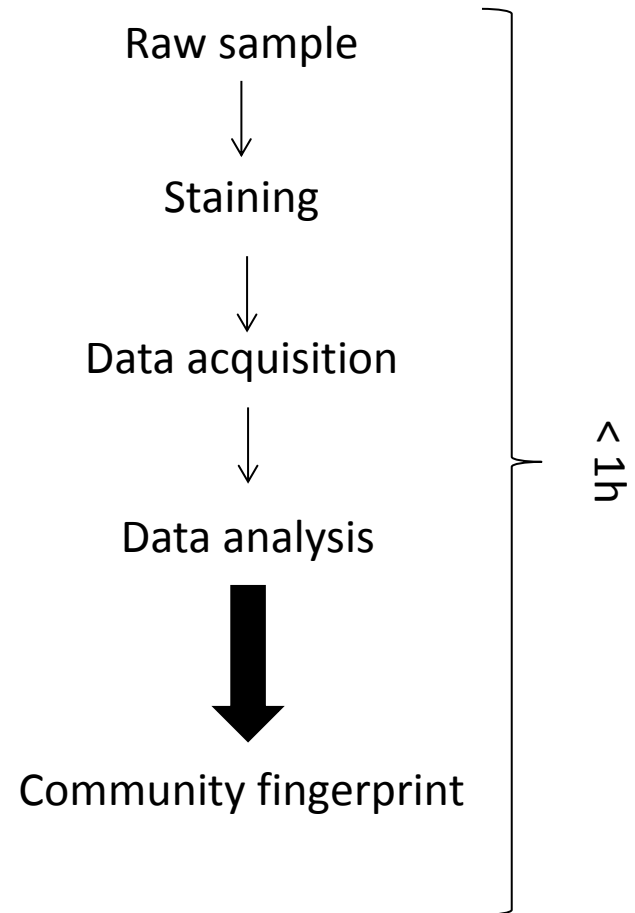 Raw sample
Staining
Data acquisition
Data analysis
Community fingerprint
< 1h